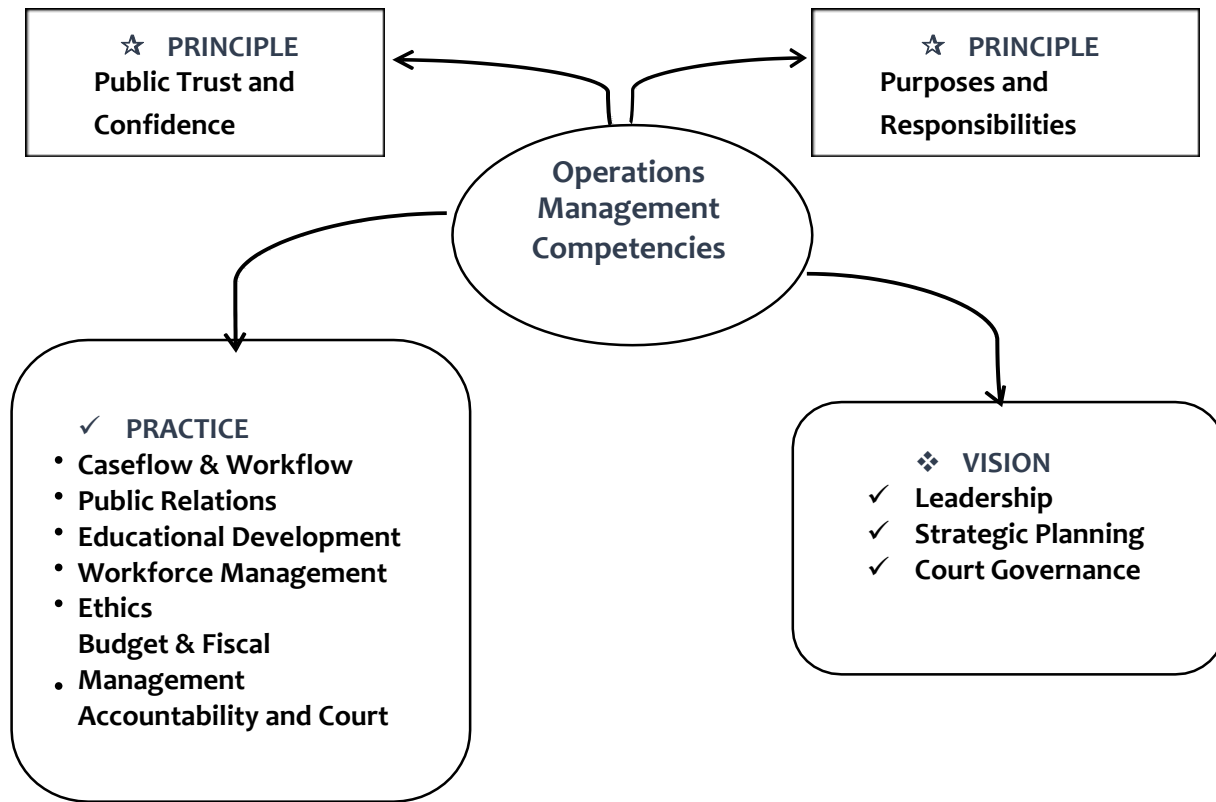 ☆ PRINCIPLE
Public Trust and
Confidence
☆ PRINCIPLE
Purposes and
Responsibilities
Operations
Management
Competencies
✓ PRACTICE
• Caseflow & Workflow
• Public Relations
• Educational Development
• Workforce Management
• Ethics
Budget & Fiscal
• Management
Accountability and Court
❖ VISION
✓ Leadership
✓ Strategic Planning
✓ Court Governance